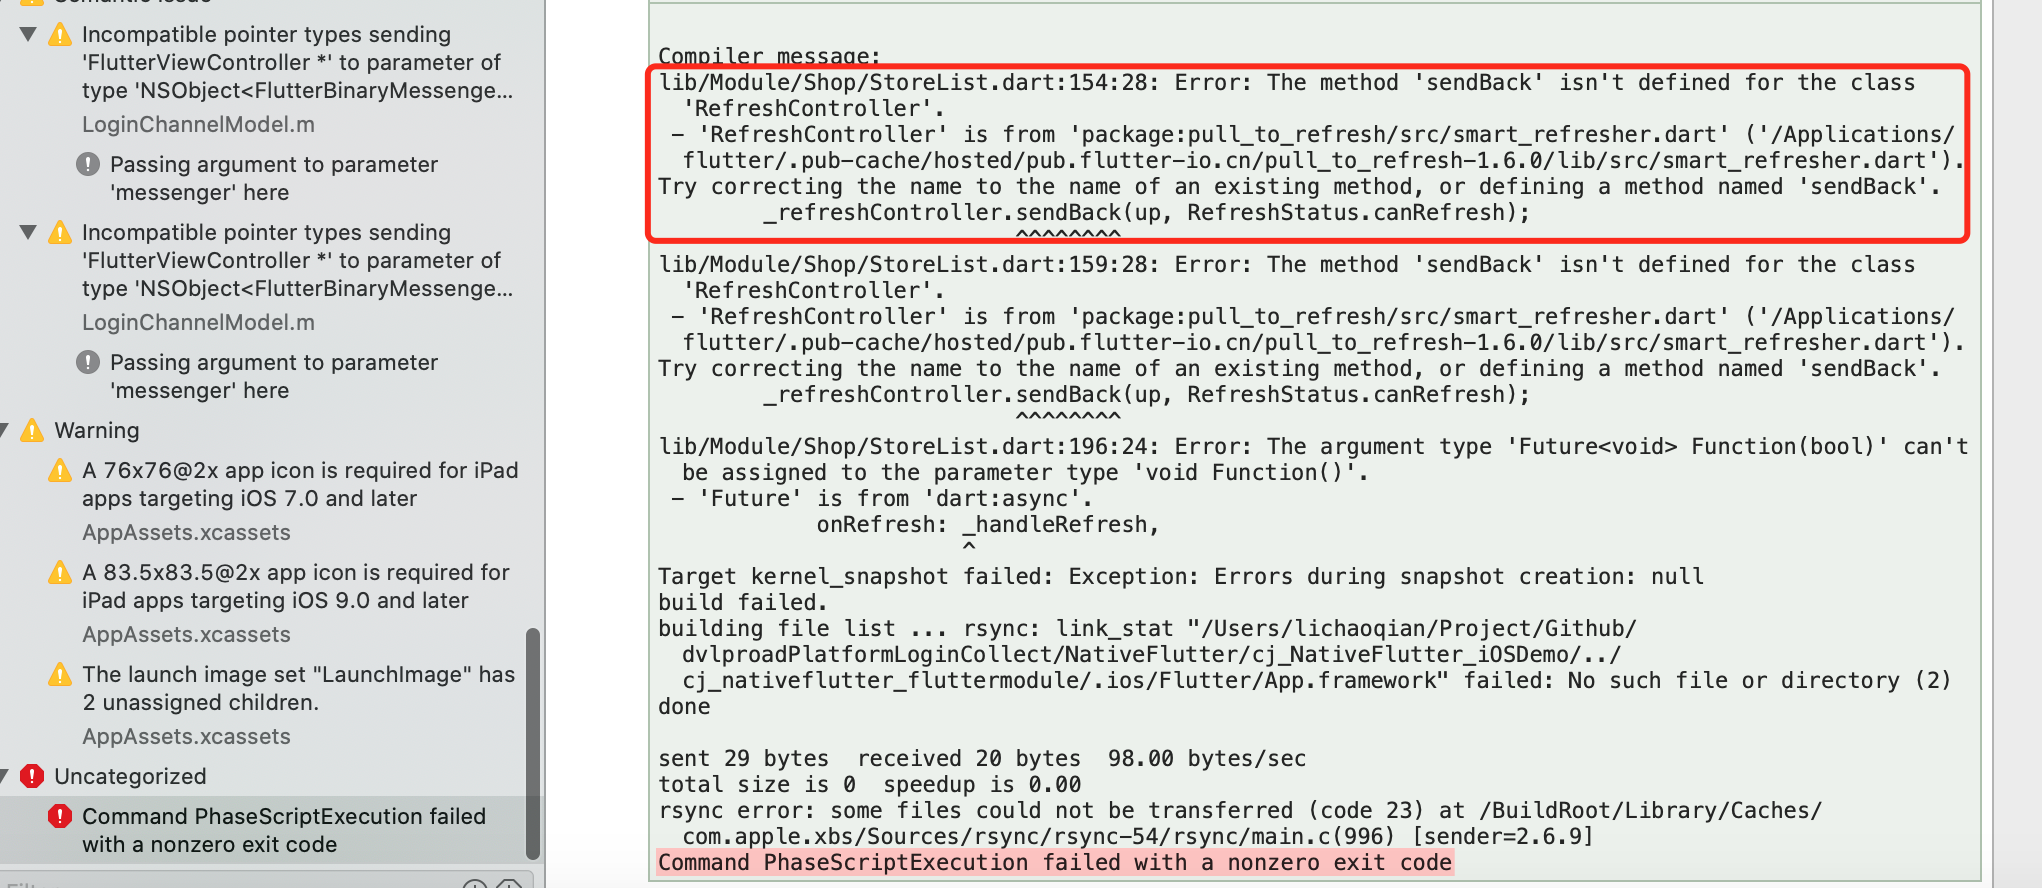 Semantic Issue
Incompatible pointer types sending
'FlutterViewController *' to parameter of
type 'NSObject<FlutterBinaryMessenge...
LoginChannelModel.m
Passing argument to parameter
'messenger' here
Incompatible pointer types sending
'FlutterViewController *' to parameter of
type 'NSObject<FlutterBinaryMessenge...
LoginChannelModel.m
Passing argument to parameter
'messenger' here
Warning
A 76x76@2x app icon is required for iPad
apps targeting iOS 7.0 and later
AppAssets.xcassets
A 83.5x83.5@2x app icon is required for
iPad apps targeting iOS 9.0 and later
AppAssets.xcassets
The launch image set "LaunchImage" has
2 unassigned children.
AppAssets.xcassets
Uncategorized
Command PhaseScriptExecution failed
with a nonzero exit code
Compiler message:
lib/Module/Shop/StoreList.dart:154:28: Error: The method 'sendBack' isn't defined for the class
'RefreshController'.
- 'RefreshController' is from 'package:pull_to_refresh/src/smart_refresher.dart' ('/Applications/
flutter/.pub-cache/hosted/pub.flutter-io.cn/pull_to_refresh-1.6.0/lib/src/smart_refresher.dart').
Try correcting the name to the name of an existing method, or defining a method named 'sendBack'.
_refreshController.sendBack(up, RefreshStatus.canRefresh);
^^^^^^^^
lib/Module/Shop/StoreList.dart:159:28: Error: The method 'sendBack' isn't defined for the class
'RefreshController'.
- 'RefreshController' is from 'package:pull_to_refresh/src/smart_refresher.dart' ('/Applications/
flutter/.pub-cache/hosted/pub.flutter-io.cn/pull_to_refresh-1.6.0/lib/src/smart_refresher.dart').
Try correcting the name to the name of an existing method, or defining a method named 'sendBack'.
_refreshController.sendBack(up, RefreshStatus.canRefresh);
^^^^^^^^
lib/Module/Shop/StoreList.dart:196:24: Error: The argument type 'Future<void> Function(bool)' can't
be assigned to the parameter type 'void Function()'.
- 'Future' is from 'dart:async'.
onRefresh: _handleRefresh,
^
Target kernel_snapshot failed: Exception: Errors during snapshot creation: null
build failed.
building file list ... rsync: link_stat "/Users/lichaoqian/Project/Github/
dvlproadPlatformLoginCollect/NativeFlutter/cj_NativeFlutter_iOSDemo/../
cj_nativeflutter_fluttermodule/.ios/Flutter/App.framework" failed: No such file or directory (2)
done
sent 29 bytes  received 20 bytes  98.00 bytes/sec
total size is 0  speedup is 0.00
rsync error: some files could not be transferred (code 23) at /BuildRoot/Library/Caches/
com.apple.xbs/Sources/rsync/rsync-54/rsync/main.c(996) [sender=2.6.9]
Command PhaseScriptExecution failed with a nonzero exit code